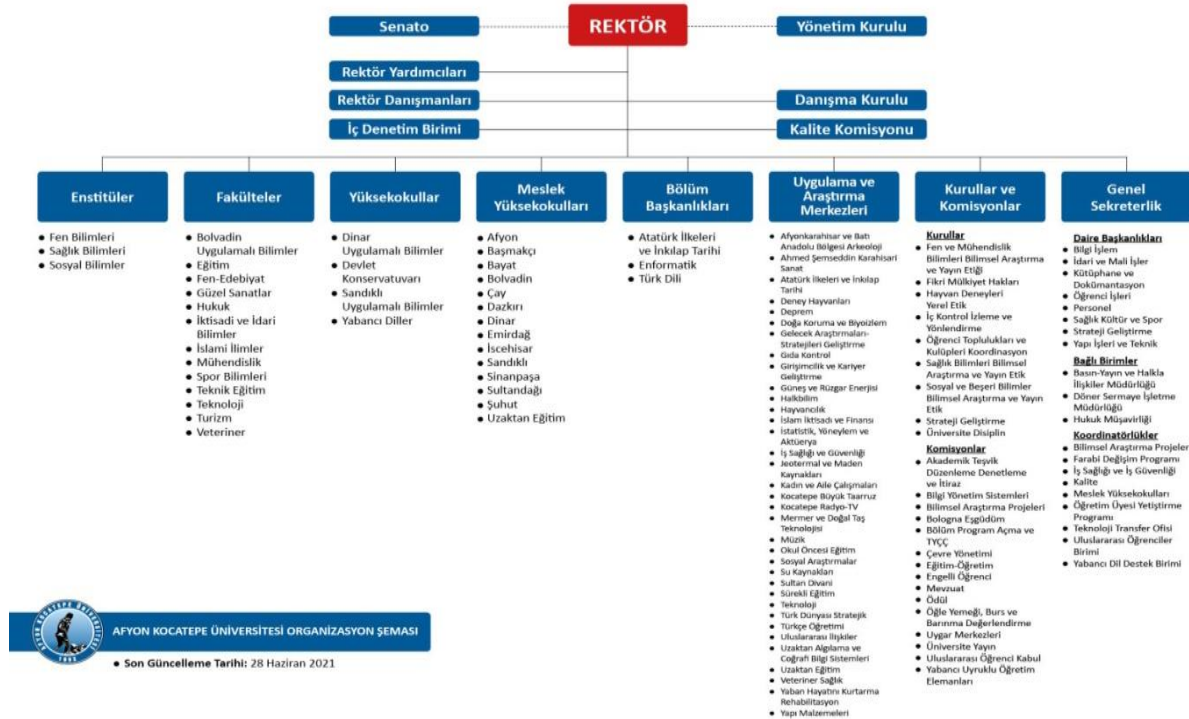 Senato
REKTÖR
Yönetim Kurulu
Rektör Yardımcıları
Rektör Danışmanları
Danışma Kurulu
İç Denetim Birimi
Kalite Komisyonu
Enstitüler
• Fen Bilimleri
• Sağlık Bilimleri
• Sosyal Bilimler
Fakülteler
• Bolvadin
Uygulamalı Bilimler
• Eğitim
• Fen-Edebiyat
• Güzel Sanatlar
• Hukuk
• İktisadi ve İdari
Bilimler
• İslami İlimler
• Mühendislik
• Spor Bilimleri
• Teknik Eğitim
• Teknoloji
• Turizm
• Veteriner
Yüksekokullar
• Dinar
Uygulamalı Bilimler
• Devlet
Konservatuvarı
• Sandıklı
Uygulamalı Bilimler
• Yabancı Diller
Meslek
Yüksekokulları
• Afyon
• Başmakçı
• Bayat
• Bolvadin
• Çay
• Dazkırı
• Dinar
• Emirdağ
• İscehisar
• Sandıklı
• Sinanpaşa
• Sultandağı
• Şuhut
• Uzaktan Eğitim
Bölüm
Başkanlıkları
• Atatürk İlkeleri
ve İnkılap Tarihi
• Enformatik
• Türk Dili
Uygulama ve
Araştırma
Merkezleri
• Afyonkarahisar ve Batı
Anadolu Bölgesi Arkeoloji
• Ahmed Şemseddin Karahisari
Sanat
• Atatürk İlkeleri ve İnkılap
Tarihi
• Deney Hayvanları
• Deprem
• Doğa Koruma ve Biyoizlem
• Gelecek Araştırmaları-
Stratejileri Geliştirme
• Gıda Kontrol
• Girişimcilik ve Kariyer
Geliştirme
• Güneş ve Rüzgar Enerjisi
• Halkbilim
• Hayvancılık
• İslam İktisadı ve Finansı
• İstatistik, Yöneylem ve
Aktüerya
• İş Sağlığı ve Güvenliği
• Jeotermal ve Maden
Kaynakları
• Kadın ve Aile Çalışmaları
• Kocatepe Büyük Taarruz
• Kocatepe Radyo-TV
• Mermer ve Doğal Taş
Teknolojisi
• Müzik
• Okul Öncesi Eğitim
• Sosyal Araştırmalar
• Su Kaynakları
• Sultan Divani
• Sürekli Eğitim
• Teknoloji
• Türk Dünyası Stratejik
• Türkçe Öğretimi
• Uluslararası İlişkiler
• Uzaktan Algılama ve
Coğrafi Bilgi Sistemleri
• Uzaktan Eğitim
• Veteriner Sağlık
• Yaban Hayatını Kurtarma
Rehabilitasyon
• Yapı Malzemeleri
Kurullar ve
Komisyonlar
Kurullar
• Fen ve Mühendislik
Bilimleri Bilimsel Araştırma
ve Yayın Etiği
• Fikri Mülkiyet Hakları
• Hayvan Deneyleri
Yerel Etik
• İç Kontrol İzleme ve
Yönlendirme
• Öğrenci Toplulukları ve
Kulüpleri Koordinasyon
• Sağlık Bilimleri Bilimsel
Araştırma ve Yayın Etik
• Sosyal ve Beşeri Bilimler
Bilimsel Araştırma ve Yayın
Etik
• Strateji Geliştirme
• Üniversite Disiplin
Komisyonlar
• Akademik Teşvik
Düzenleme Denetleme
ve İtiraz
• Bilgi Yönetim Sistemleri
• Bilimsel Araştırma Projeleri
• Bologna Eşgüdüm
• Bölüm Program Açma ve
TYÇÇ
• Çevre Yönetimi
• Eğitim-Öğretim
• Engelli Öğrenci
• Mevzuat
• Ödül
• Öğle Yemeği, Burs ve
Barınma Değerlendirme
• Uygar Merkezleri
• Üniversite Yayın
• Uluslararası Öğrenci Kabul
• Yabancı Uyruklu Öğretim
Elemanları
Genel
Sekreterlik
Daire Başkanlıkları
• Bilgi İşlem
• İdari ve Mali İşler
• Kütüphane ve
Dokümantasyon
• Öğrenci İşleri
• Personel
• Sağlık Kültür ve Spor
• Strateji Geliştirme
• Yapı İşleri ve Teknik
Bağlı Birimler
• Basın-Yayın ve Halkla
İlişkiler Müdürlüğü
• Döner Sermaye İşletme
Müdürlüğü
• Hukuk Müşavirliği
Koordinatörlükler
• Bilimsel Araştırma Projeler
• Farabi Değişim Programı
• İş Sağlığı ve İş Güvenliği
• Kalite
• Meslek Yüksekokulları
• Öğretim Üyesi Yetiştirme
Programı
• Teknoloji Transfer Ofisi
• Uluslararası Öğrenciler
Birimi
• Yabancı Dil Destek Birimi
AFYON KOCATEPE ÜNİVERSİTESİ
1992
AFYON KOCATEPE ÜNİVERSİTESİ ORGANİZASYON ŞEMASI
• Son Güncelleme Tarihi: 28 Haziran 2021